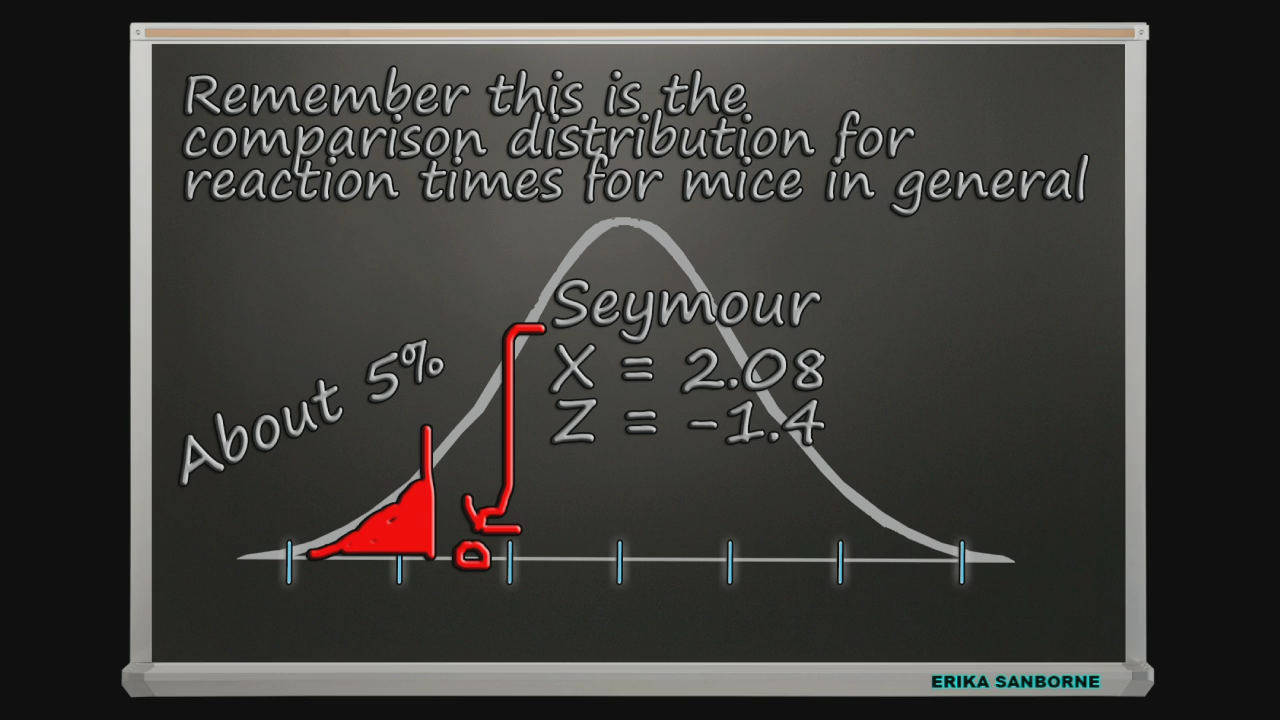 Remember this is the
comparison distribution for
reaction times for mice in general
Seymour
X = 2.08
Z = -1.4
About 5%
ERIKA SANBORNE